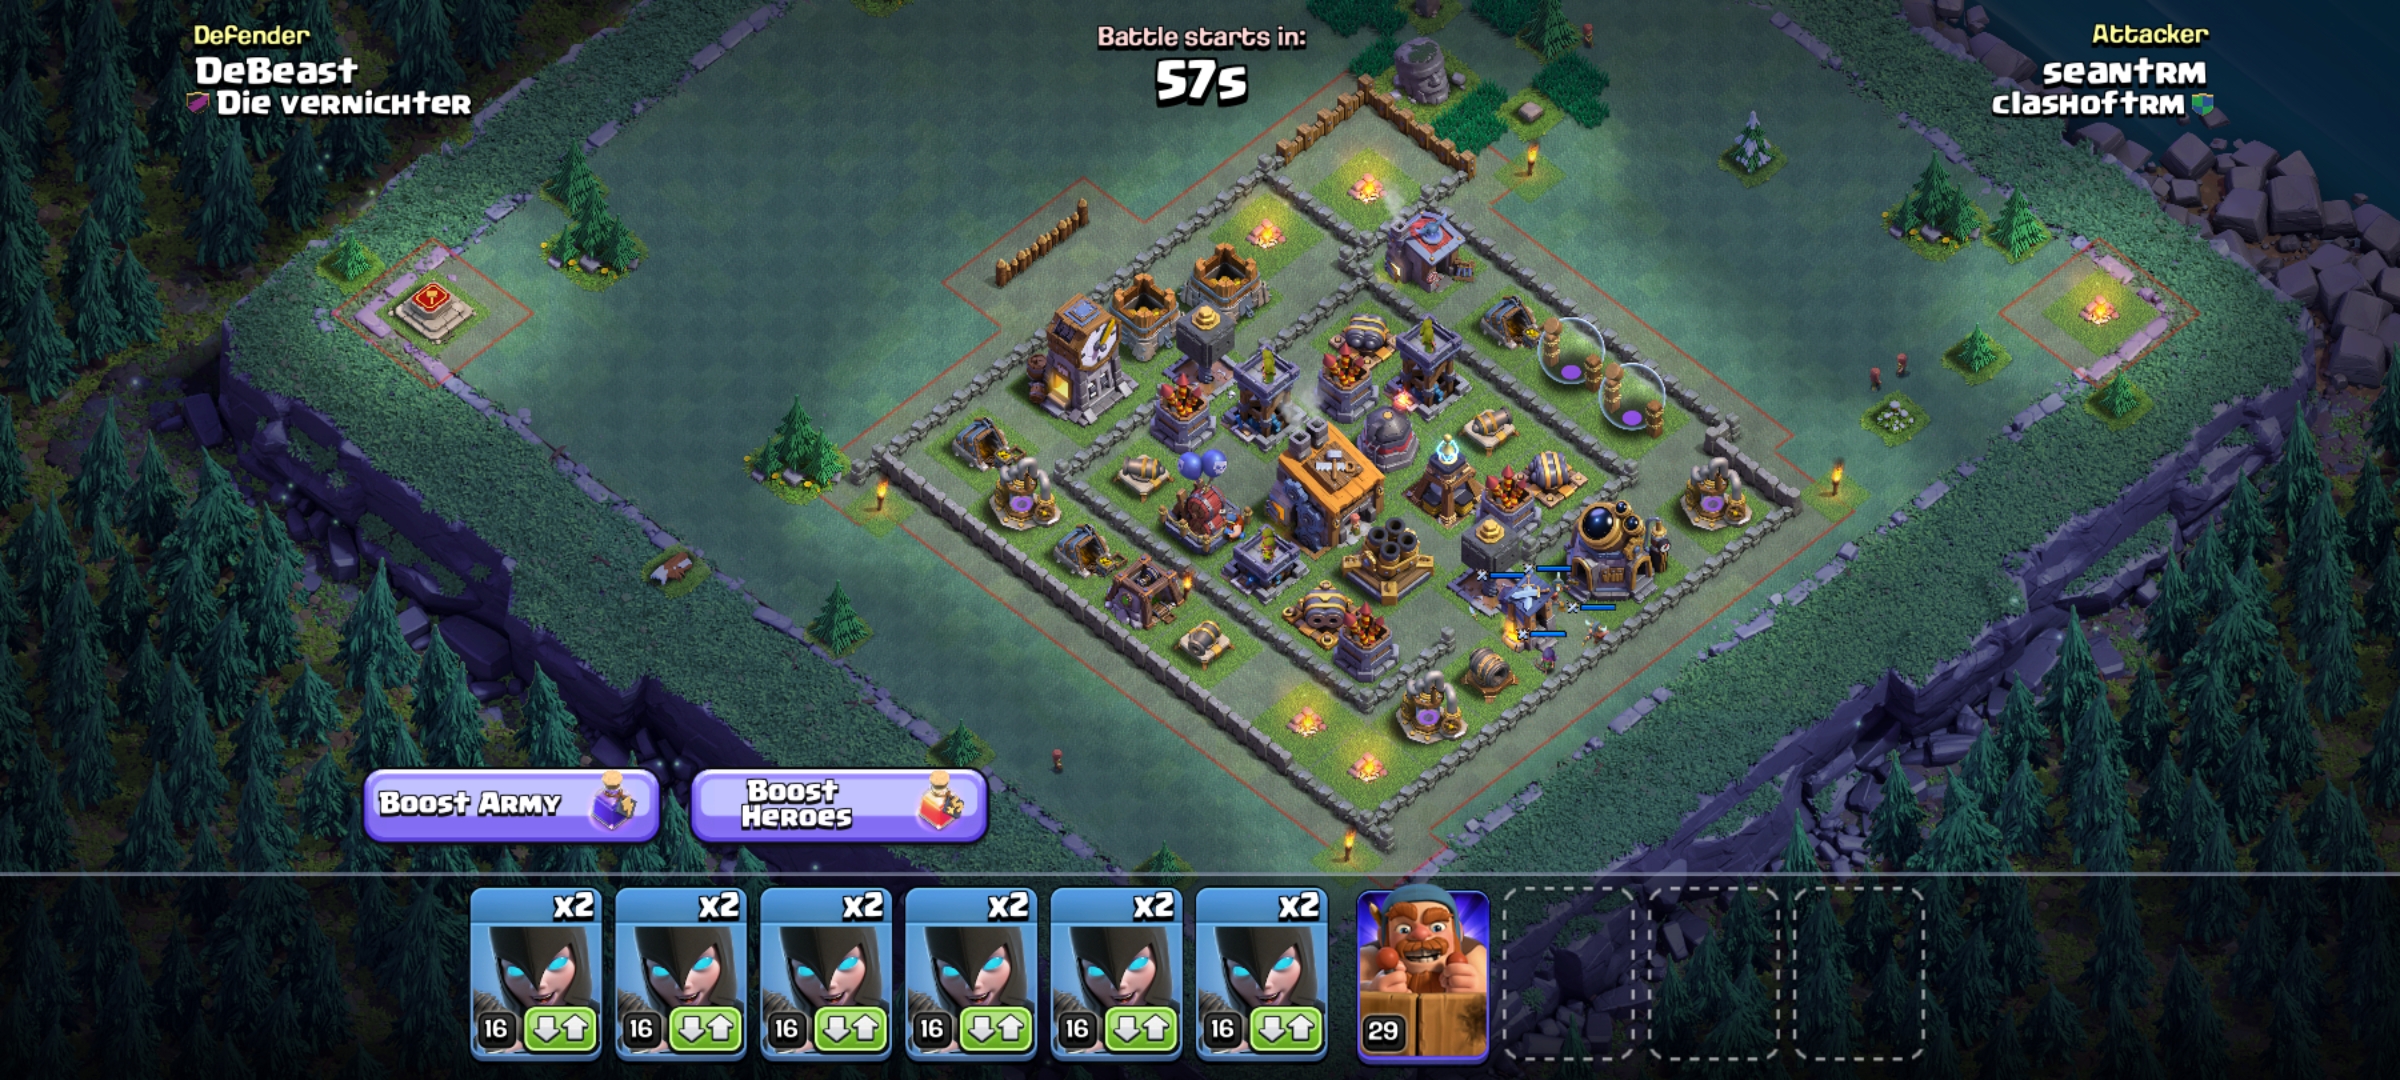 Defender
DeBeast
Die vernichter
Battle starts in:
57s
Attacker
seantRM
clashoftRM
Boost Army
Boost
Heroes
x2
x2
x2
x2
x2
x2
16
16
16
16
16
16
29